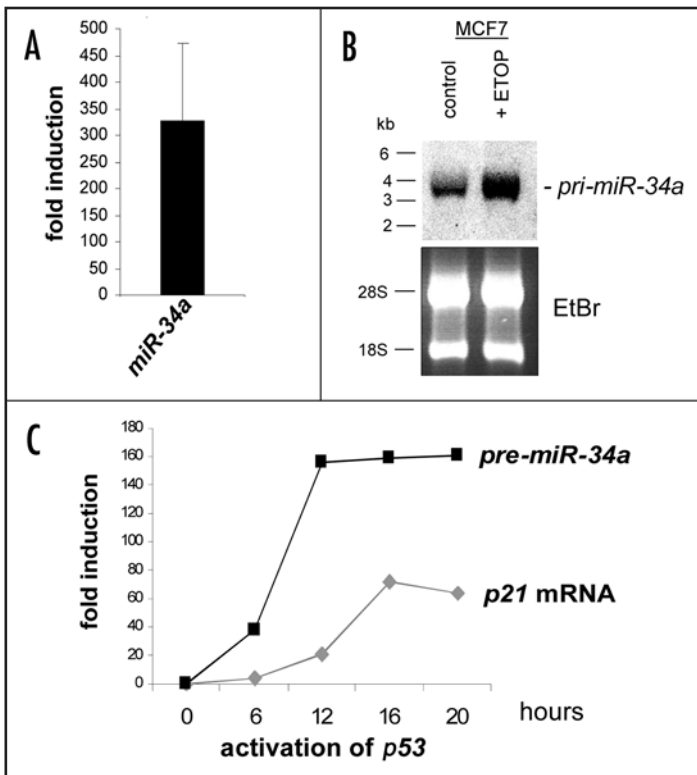 A
fold induction
500
450
400
350
300
250
200
150
100
50
0
miR-34a
B
MCF7
control
+ ETOP
kb
6
4
3
2
- pri-miR-34a
28S
18S
EtBr
C
fold induction
180
160
140
120
100
80
60
40
20
0
pre-miR-34a
p21 mRNA
0 6 12 16 20 hours
activation of p53